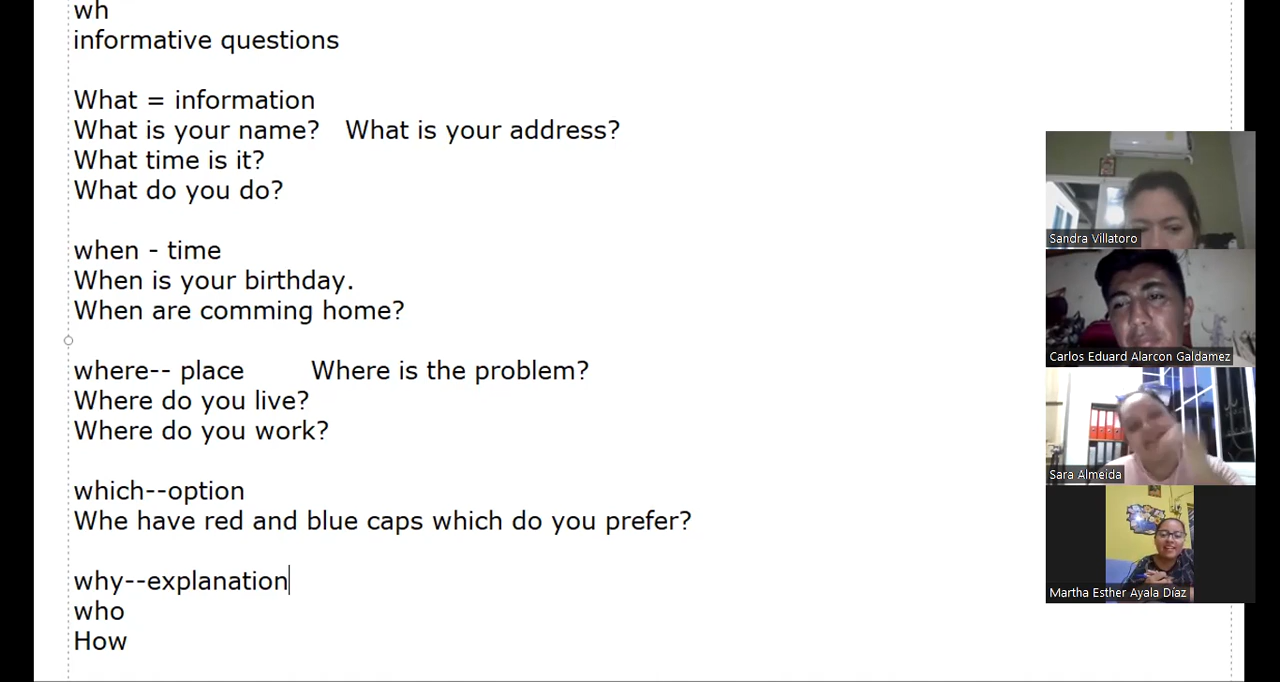 wh
informative questions
What = information
What is your name? What is your address?
What time is it?
What do you do?
when - time
When is your birthday.
When are comming home?
where-- place Where is the problem?
Where do you live?
Where do you work?
which--option
Whe have red and blue caps which do you prefer?
why--explanation
who
How
Sandra Villatoro
Carlos Eduard Alarcon Galdamez
Sara Almeida
Martha Esther Ayala Díaz